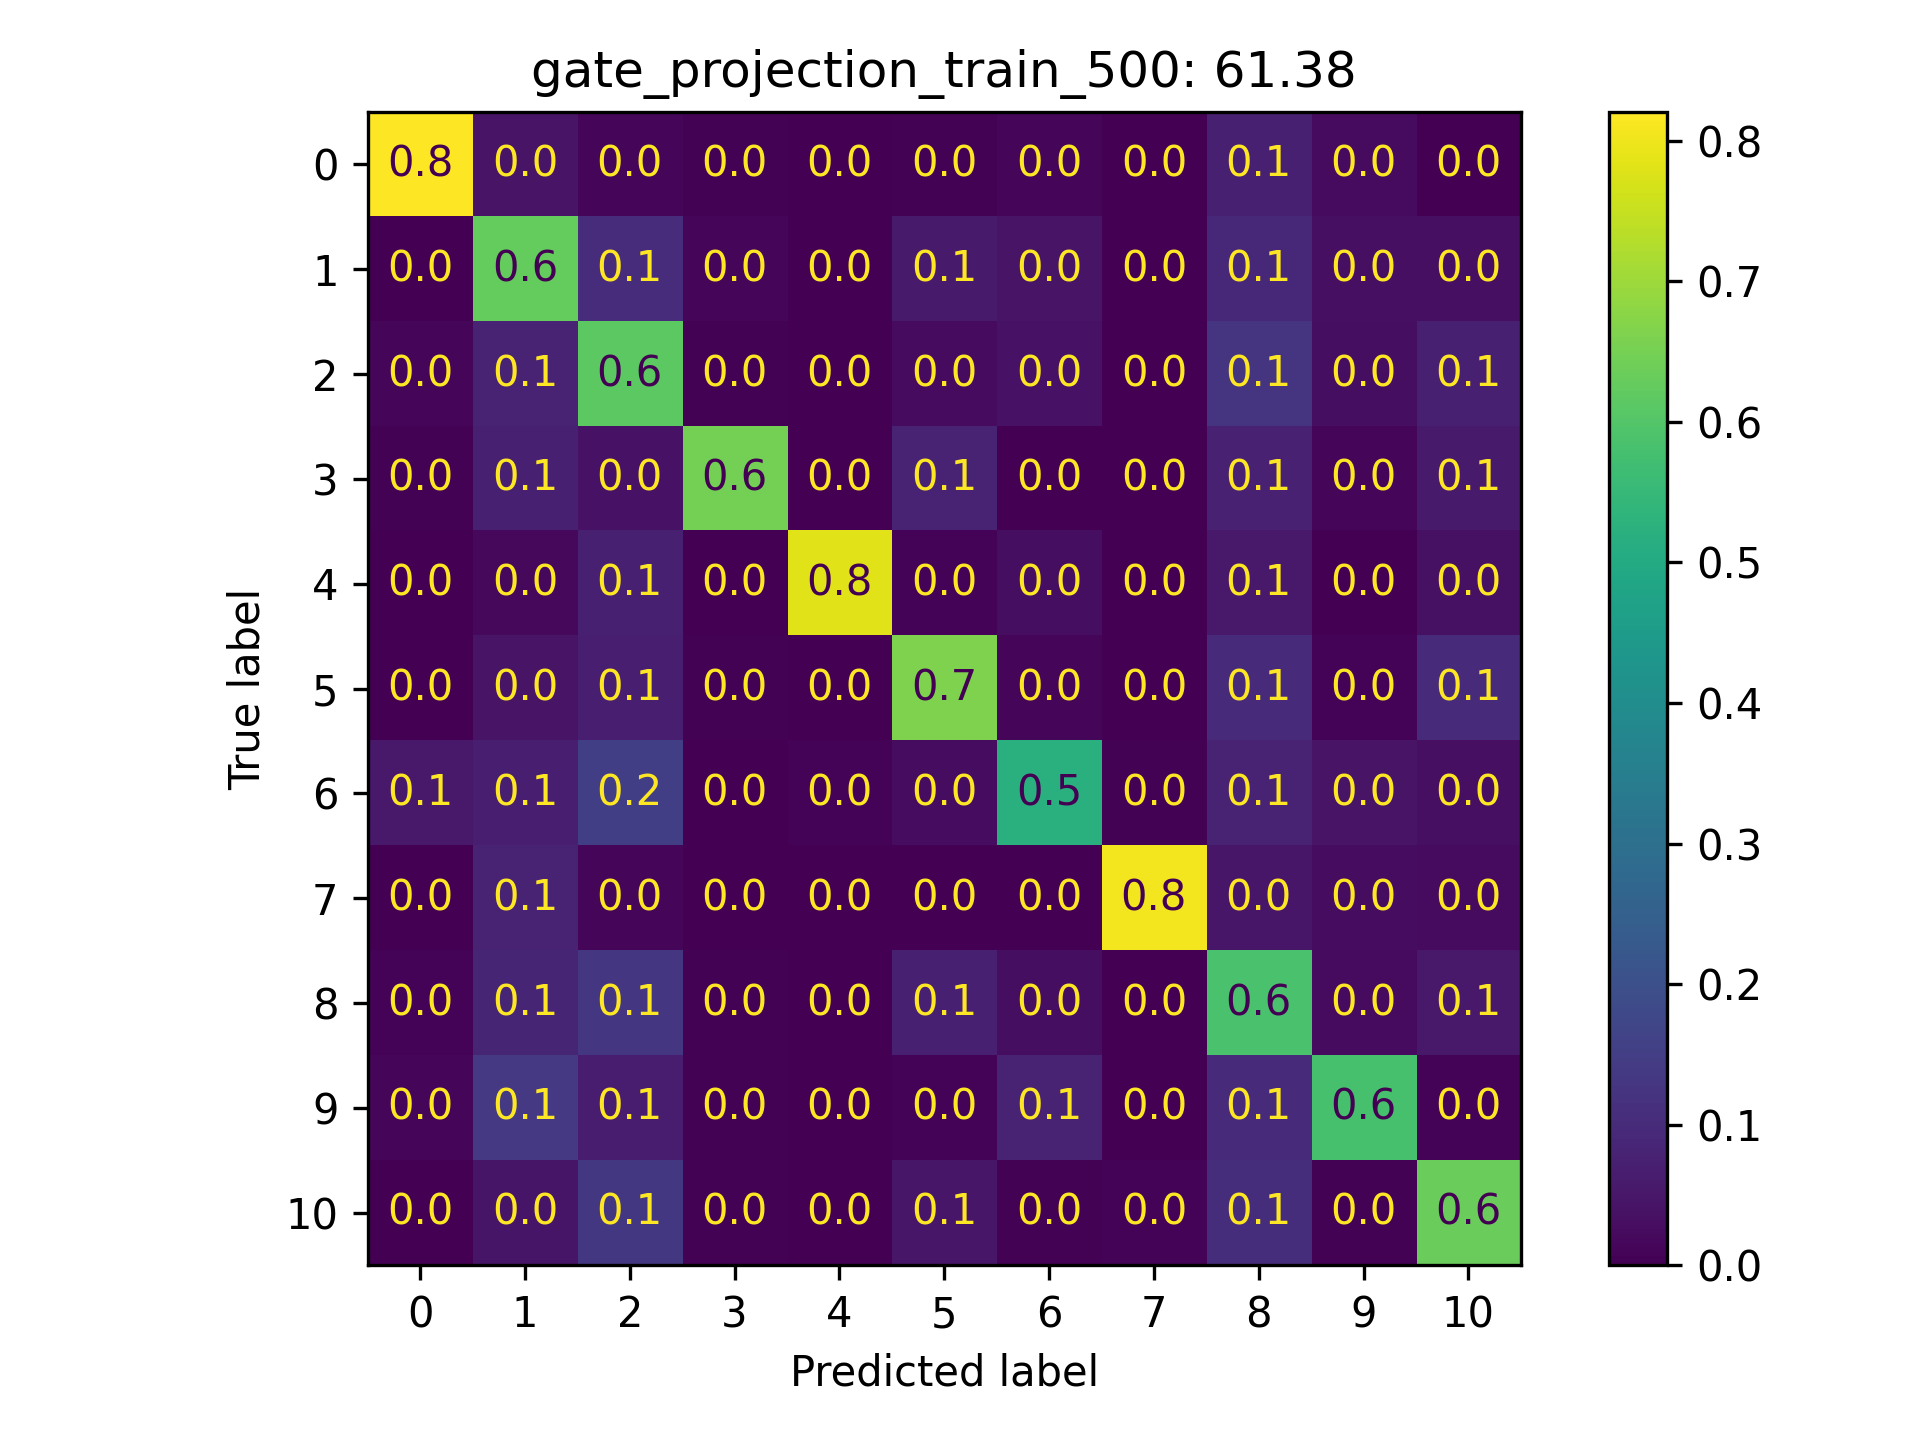 gate_projection_train_500: 61.38
0 0.8 0.0 0.0 0.0 0.0 0.0 0.0 0.0 0.1 0.0 0.0
1 0.0 0.6 0.1 0.0 0.0 0.1 0.0 0.0 0.1 0.0 0.0
2 0.0 0.1 0.6 0.0 0.0 0.0 0.0 0.0 0.1 0.0 0.1
3 0.0 0.1 0.0 0.6 0.0 0.1 0.0 0.0 0.1 0.0 0.1
4 0.0 0.0 0.1 0.0 0.8 0.0 0.0 0.0 0.1 0.0 0.0
5 0.0 0.0 0.1 0.0 0.0 0.7 0.0 0.0 0.1 0.0 0.1
6 0.1 0.1 0.2 0.0 0.0 0.0 0.5 0.0 0.1 0.0 0.0
7 0.0 0.1 0.0 0.0 0.0 0.0 0.0 0.8 0.0 0.0 0.0
8 0.0 0.1 0.1 0.0 0.0 0.1 0.0 0.0 0.6 0.0 0.1
9 0.0 0.1 0.1 0.0 0.0 0.0 0.1 0.0 0.1 0.6 0.0
10 0.0 0.0 0.1 0.0 0.0 0.1 0.0 0.0 0.1 0.0 0.6
0 1 2 3 4 5 6 7 8 9 10
Predicted label
True label
0.8
0.7
0.6
0.5
0.4
0.3
0.2
0.1
0.0